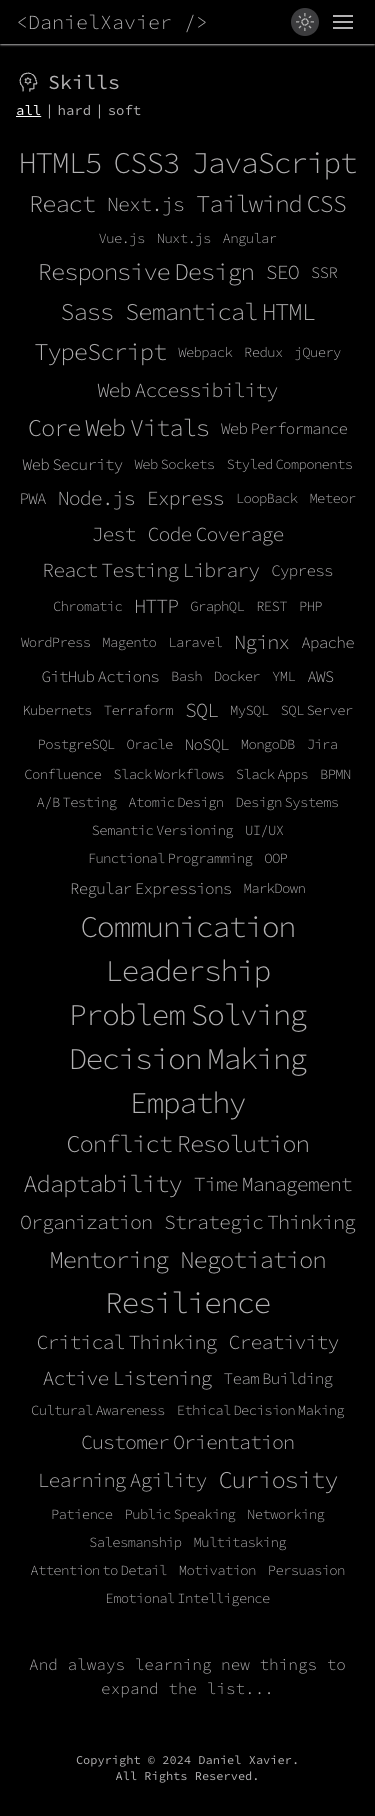 <DanielXavier />
Skills
all | hard | soft
HTML5 CSS3 JavaScript
React Next.js Tailwind CSS
Vue.js Nuxt.js Angular
Responsive Design SEO SSR
Sass Semantical HTML
TypeScript Webpack Redux jQuery
Web Accessibility
Core Web Vitals Web Performance
Web Security Web Sockets Styled Components
PWA Node.js Express LoopBack Meteor
Jest Code Coverage
React Testing Library Cypress
Chromatic HTTP GraphQL REST PHP
WordPress Magento Laravel Nginx Apache
GitHub Actions Bash Docker YML AWS
Kubernets Terraform SQL MySQL SQL Server
PostgreSQL Oracle NoSQL MongoDB Jira
Confluence Slack Workflows Slack Apps BPMN
A/B Testing Atomic Design Design Systems
Semantic Versioning UI/UX
Functional Programming OOP
Regular Expressions MarkDown
Communication
Leadership
Problem Solving
Decision Making
Empathy
Conflict Resolution
Adaptability Time Management
Organization Strategic Thinking
Mentoring Negotiation
Resilience
Critical Thinking Creativity
Active Listening Team Building
Cultural Awareness Ethical Decision Making
Customer Orientation
Learning Agility Curiosity
Patience Public Speaking Networking
Salesmanship Multitasking
Attention to Detail Motivation Persuasion
Emotional Intelligence
And always learning new things to
expand the list...
Copyright © 2024 Daniel Xavier.
All Rights Reserved.